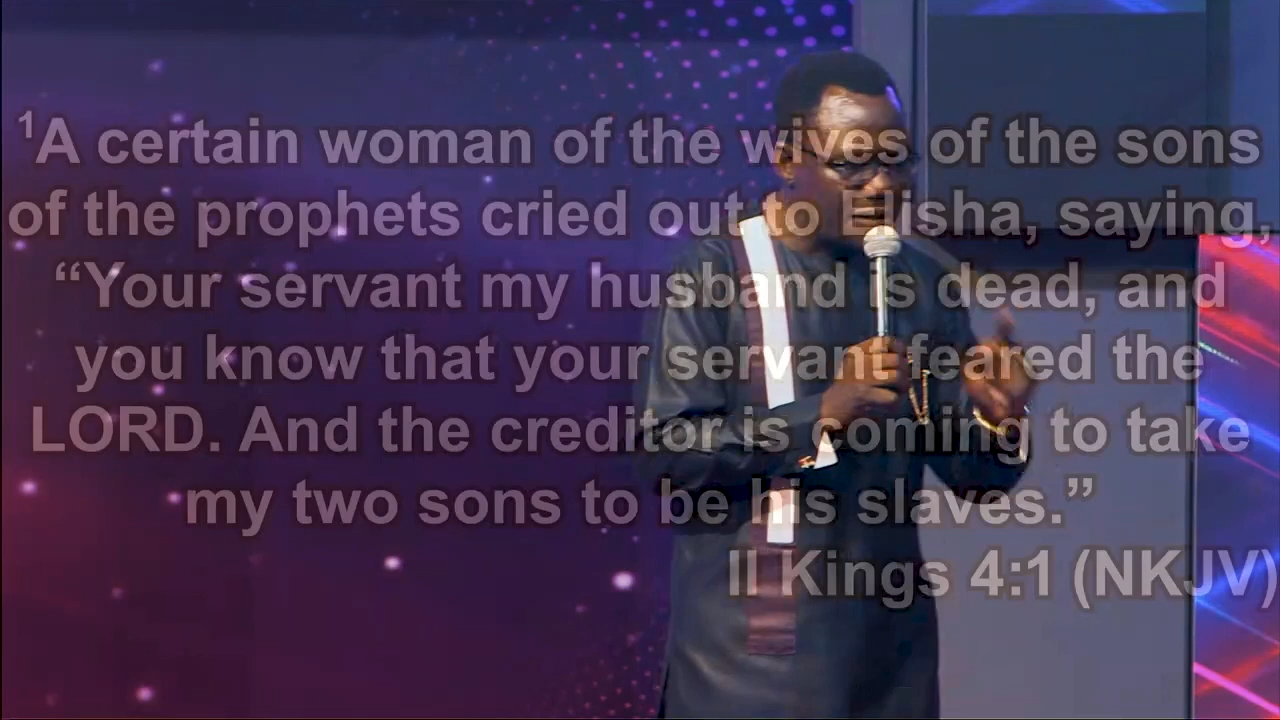 ¹A certain woman of the wives of the sons
of the prophets cried out to Elisha, saying,
“Your servant my husband is dead, and
you know that your servant feared the
LORD. And the creditor is coming to take
my two sons to be his slaves.”
II Kings 4:1 (NKJV)